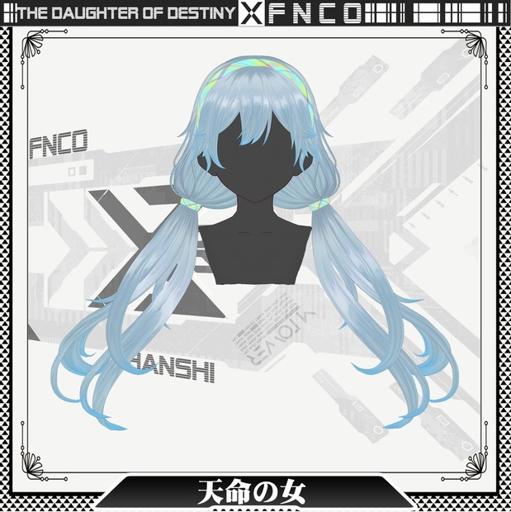 THE DAUGHTER OF DESTINY X FNCO
FNCO
HANSHI
天命の女